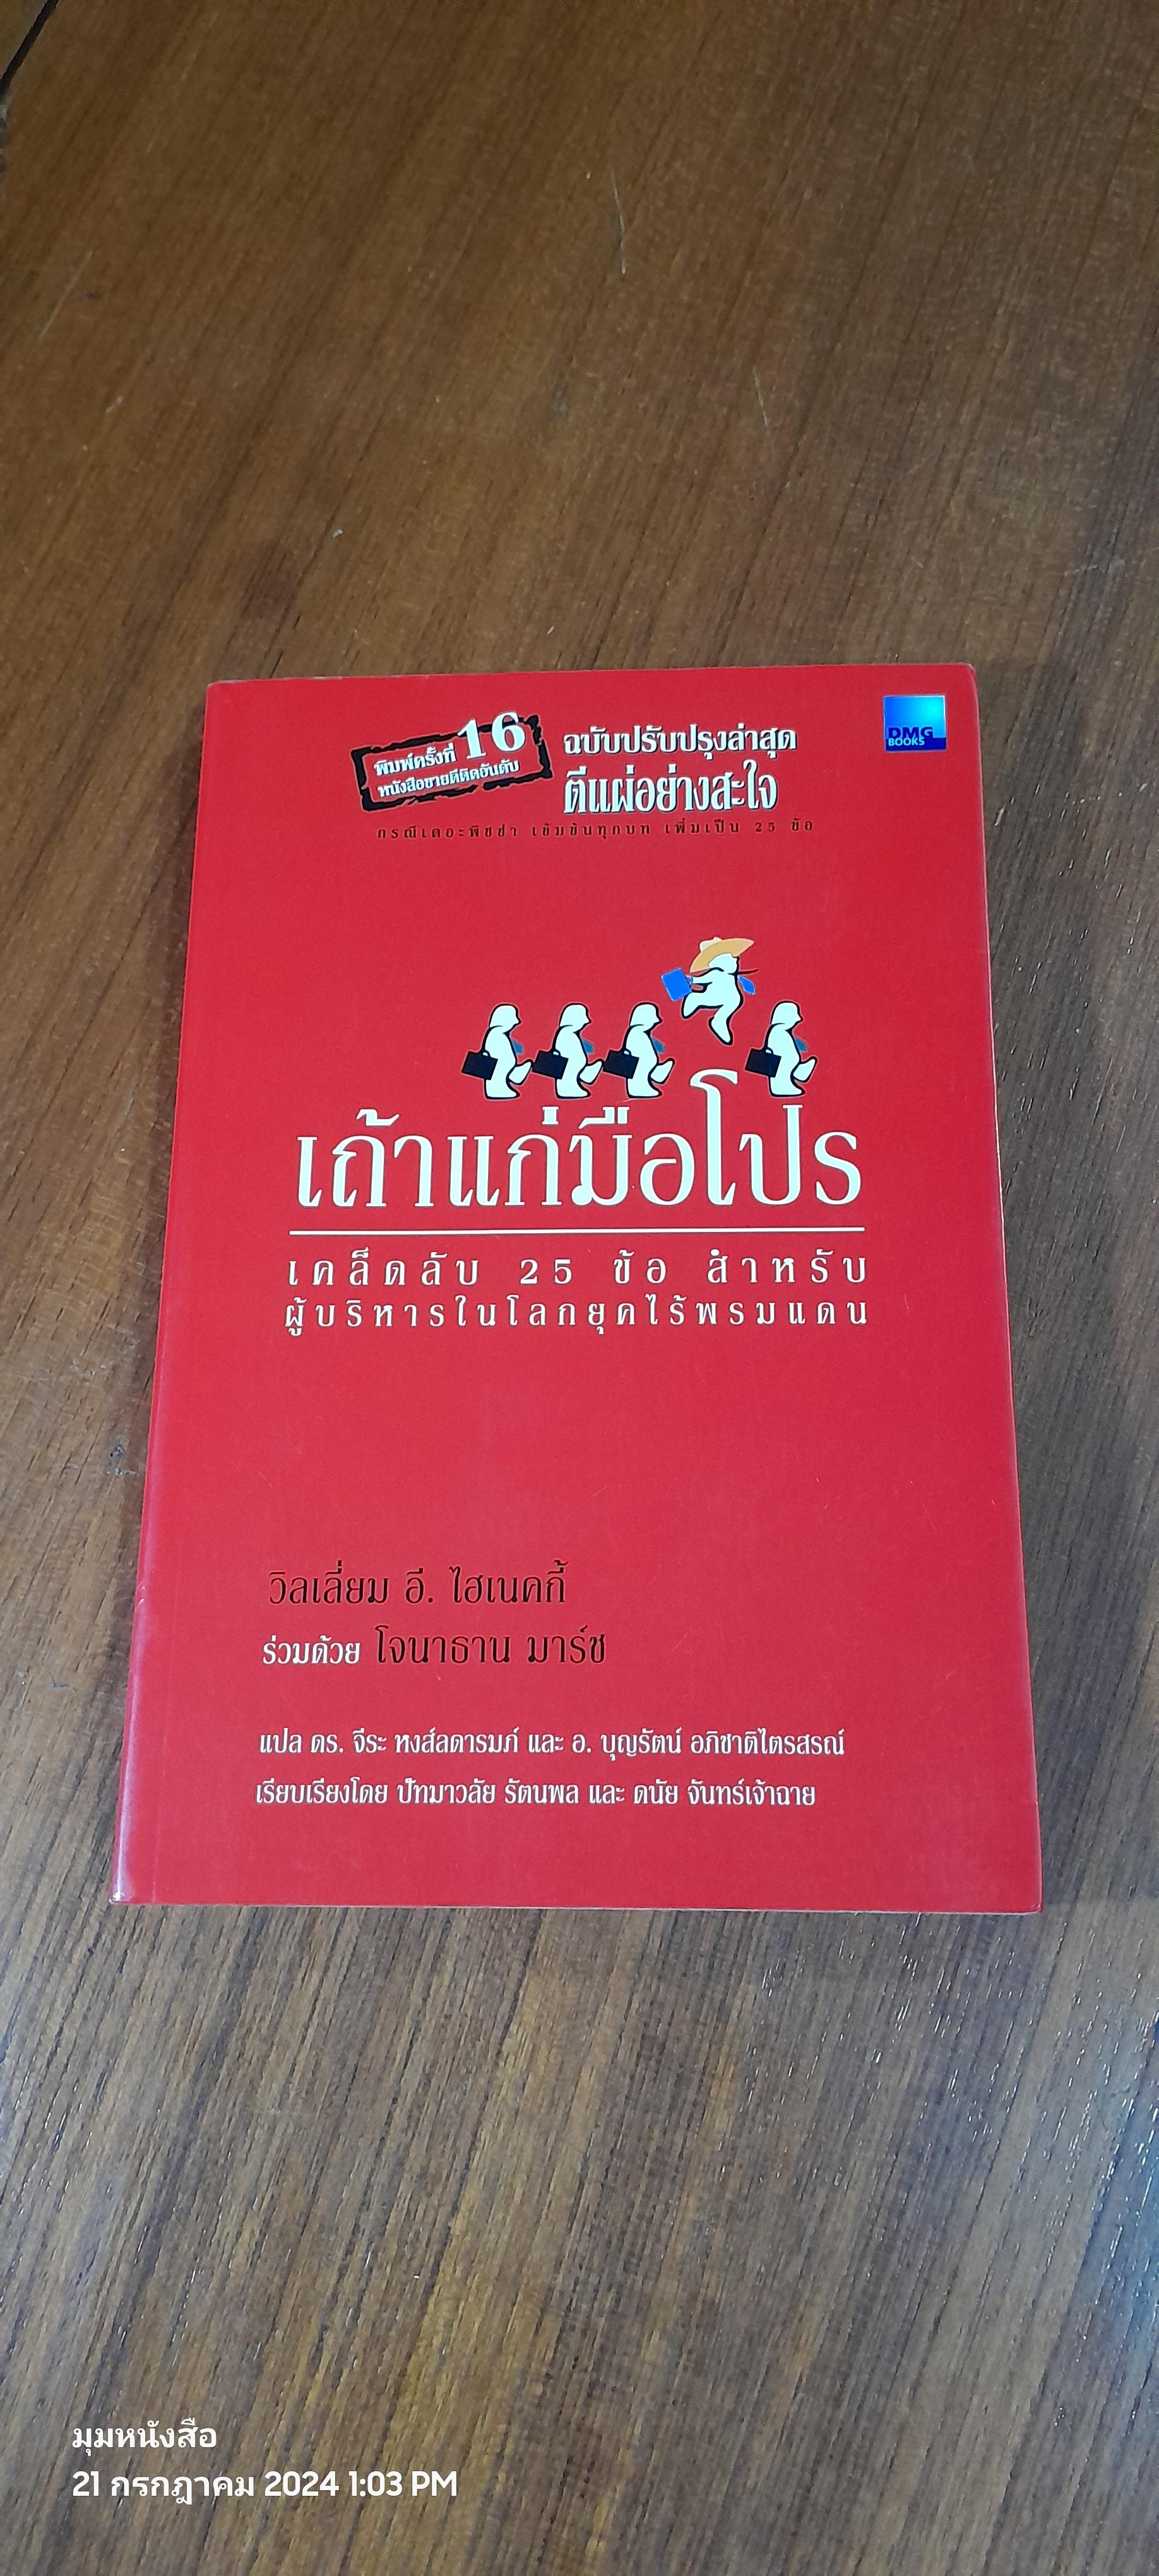 พิมพ์ครั้งที่ 16
หนังสือขายดีติดอันดับ
ฉบับปรับปรุงล่าสุด
ตีแผ่อย่างสะใจ
กรณีเดอะพิซซ่า เข้มข้นทุกบท เพิ่มเป็น 25 ข้อ
DMG
BOOKS
เถ้าแก่มือโปร
เคล็ดลับ 25 ข้อ สำหรับ
ผู้บริหารในโลกยุคไร้พรมแดน
วิลเลี่ยม อี. ไฮเนคกี้
ร่วมด้วย โจนาธาน มาร์ช
แปล ดร. จีระ หงส์ลดารมภ์ และ อ. บุญรัตน์ อภิชาติไตรสรณ์
เรียบเรียงโดย ปัทมาวลัย รัตนพล และ ดนัย จันทร์เจ้าฉาย
มุมหนังสือ
21 กรกฎาคม 2024 1:03 PM